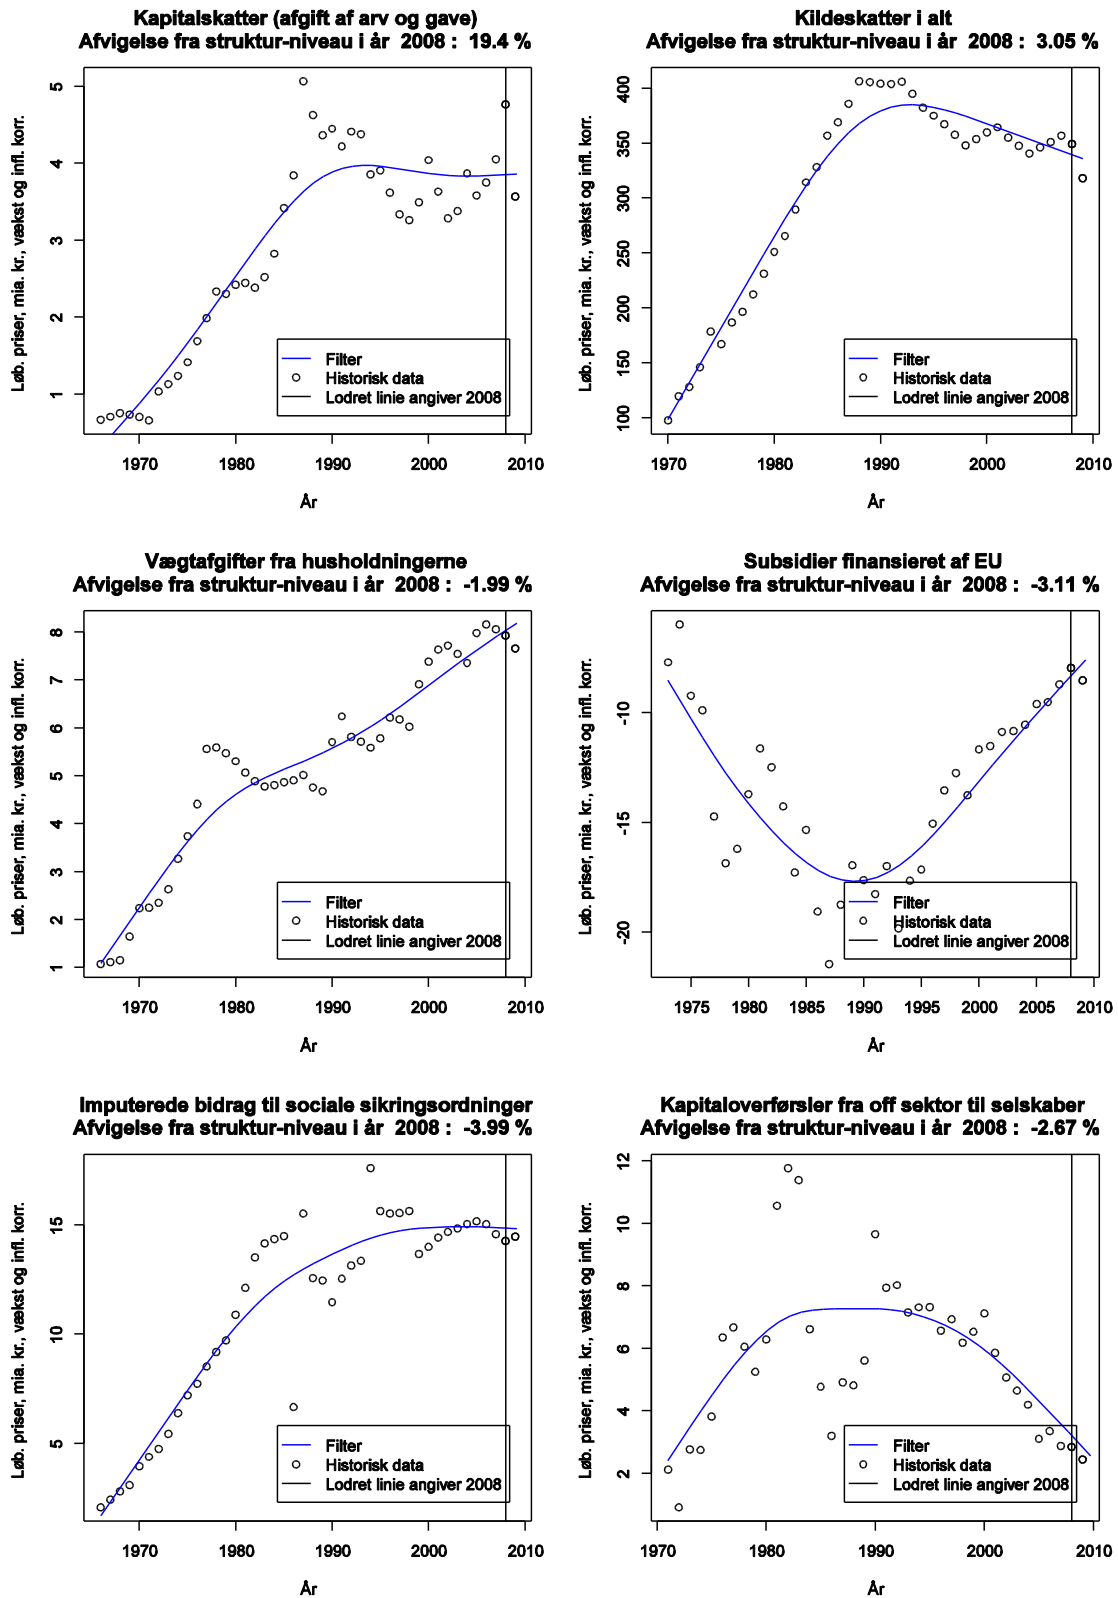 Kapitalskatter (afgift af arv og gave)
Afvigelse fra struktur-niveau i år 2008 : 19.4 %
Løb. priser, mia. kr., vækst og infl. korr.
5
4
3
2
1
Filter
Historisk data
Lodret linie angiver 2008
1970 1980 1990 2000 2010
År
Kildeskatter i alt
Afvigelse fra struktur-niveau i år 2008 : 3.05 %
Løb. priser, mia. kr., vækst og infl. korr.
400
350
300
250
200
150
100
Filter
Historisk data
Lodret linie angiver 2008
1970 1980 1990 2000 2010
År
Vægtafgifter fra husholdningerne
Afvigelse fra struktur-niveau i år 2008 : -1.99 %
Løb. priser, mia. kr., vækst og infl. korr.
8
7
6
5
4
3
2
1
Filter
Historisk data
Lodret linie angiver 2008
1970 1980 1990 2000 2010
År
Subsidier finansieret af EU
Afvigelse fra struktur-niveau i år 2008 : -3.11 %
Løb. priser, mia. kr., vækst og infl. korr.
-10
-15
-20
Filter
Historisk data
Lodret linie angiver 2008
1975 1980 1985 1990 1995 2000 2005 2010
År
Imputerede bidrag til sociale sikringsordninger
Afvigelse fra struktur-niveau i år 2008 : -3.99 %
Løb. priser, mia. kr., vækst og infl. korr.
15
10
5
Filter
Historisk data
Lodret linie angiver 2008
1970 1980 1990 2000 2010
År
Kapitaloverførsler fra off sektor til selskaber
Afvigelse fra struktur-niveau i år 2008 : -2.67 %
Løb. priser, mia. kr., vækst og infl. korr.
12
10
8
6
4
2
Filter
Historisk data
Lodret linie angiver 2008
1970 1980 1990 2000 2010
År